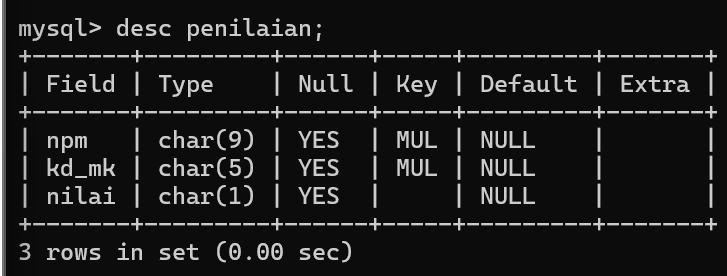 mysql> desc penilaian;
+-------+---------+------+-----+---------+-------+
| Field | Type    | Null | Key | Default | Extra |
+-------+---------+------+-----+---------+-------+
| npm   | char(9) | YES  | MUL | NULL    |       |
| kd_mk | char(5) | YES  | MUL | NULL    |       |
| nilai | char(1) | YES  |     | NULL    |       |
+-------+---------+------+-----+---------+-------+
3 rows in set (0.00 sec)